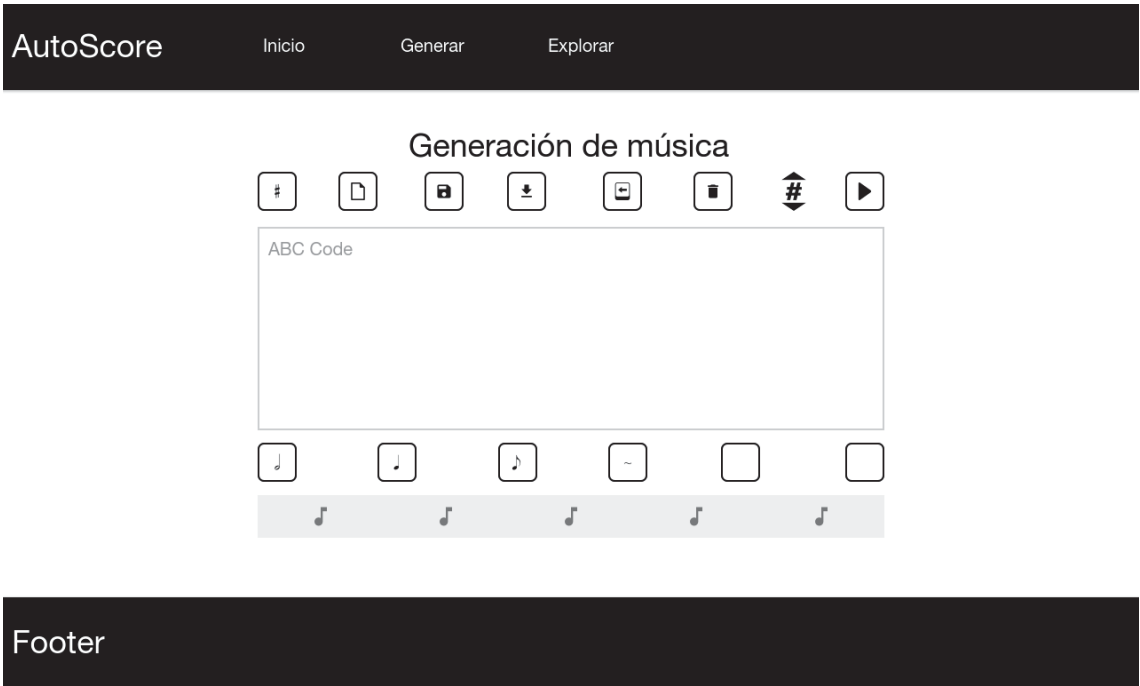 AutoScore Inicio Generar Explorar
Generación de música
♯ #
ABC Code
𝅗𝅥 ♩ ♪ ~
Footer